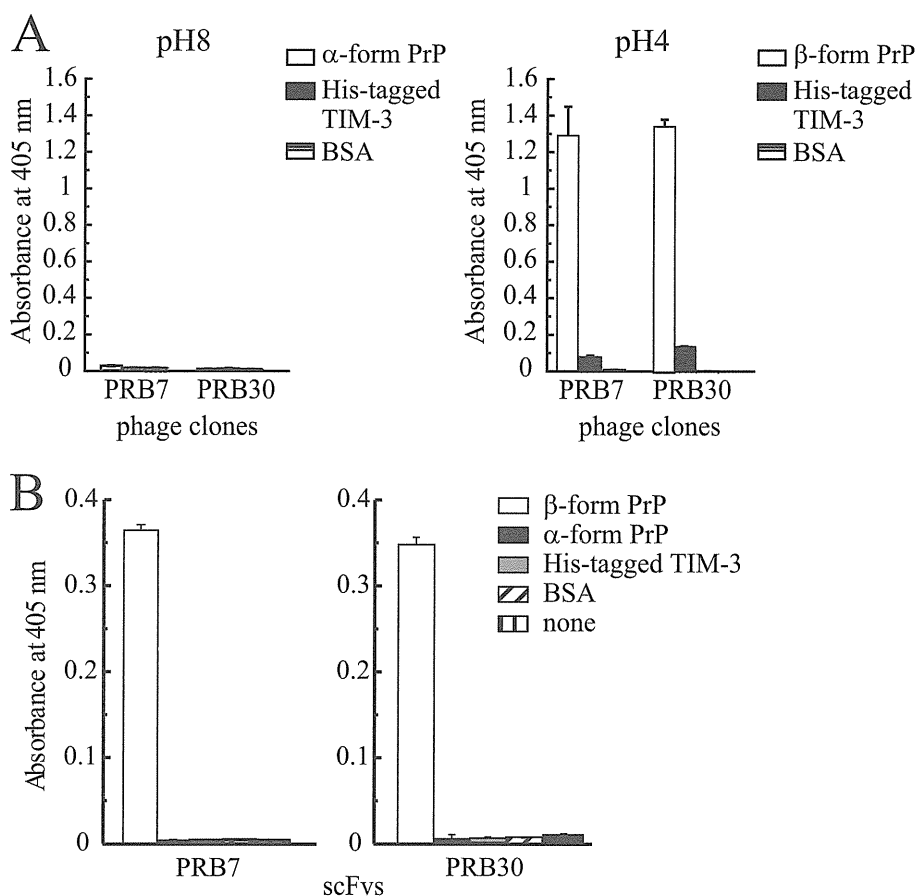 A
pH8
α-form PrP
His-tagged
TIM-3
BSA
Absorbance at 405 nm
1.6
1.4
1.2
1
0.8
0.6
0.4
0.2
0
PRB7 PRB30
phage clones
pH4
β-form PrP
His-tagged
TIM-3
BSA
Absorbance at 405 nm
1.6
1.4
1.2
1
0.8
0.6
0.4
0.2
0
PRB7 PRB30
phage clones
B
Absorbance at 405 nm
0.4
0.3
0.2
0.1
0
PRB7
0.4
0.3
0.2
0.1
0
PRB30
scFvs
β-form PrP
α-form PrP
His-tagged TIM-3
BSA
none